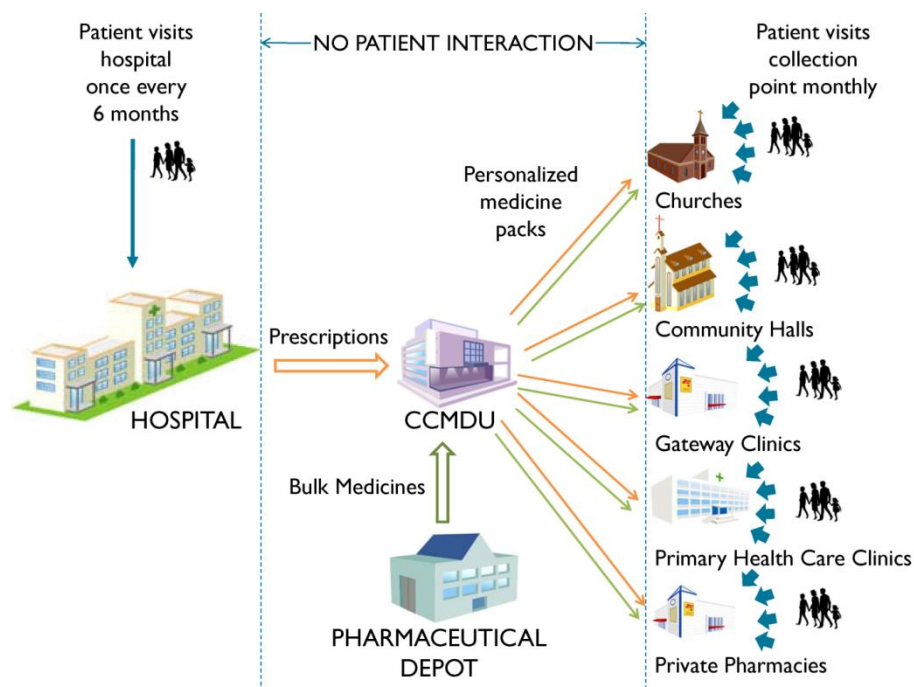 Patient visits
hospital
once every
6 months
NO PATIENT INTERACTION
Patient visits
collection
point monthly
Personalized
medicine
packs
Churches
Community Halls
Prescriptions
HOSPITAL
CCMDU
Gateway Clinics
Bulk Medicines
Primary Health Care Clinics
PHARMACEUTICAL
DEPOT
Private Pharmacies